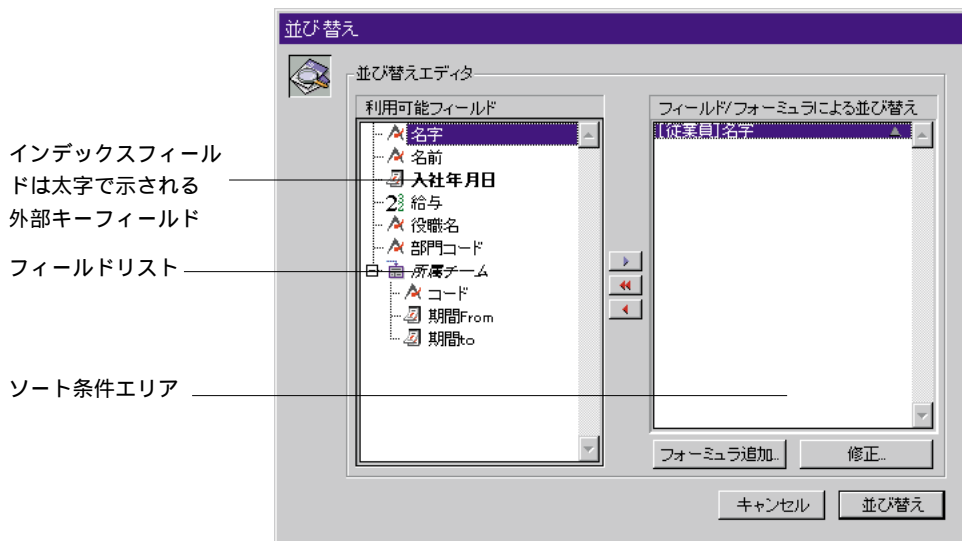 並び替え
並び替えエディタ
利用可能フィールド
フィールド/フォーミュラによる並び替え
名字
名前
入社年月日
給与
役職名
部門コード
所属チーム
コード
期間From
期間to
[従業員]名字
フォーミュラ追加...
修正...
キャンセル
並び替え
インデックスフィール
ドは太字で示される
外部キーフィールド
フィールドリスト
ソート条件エリア